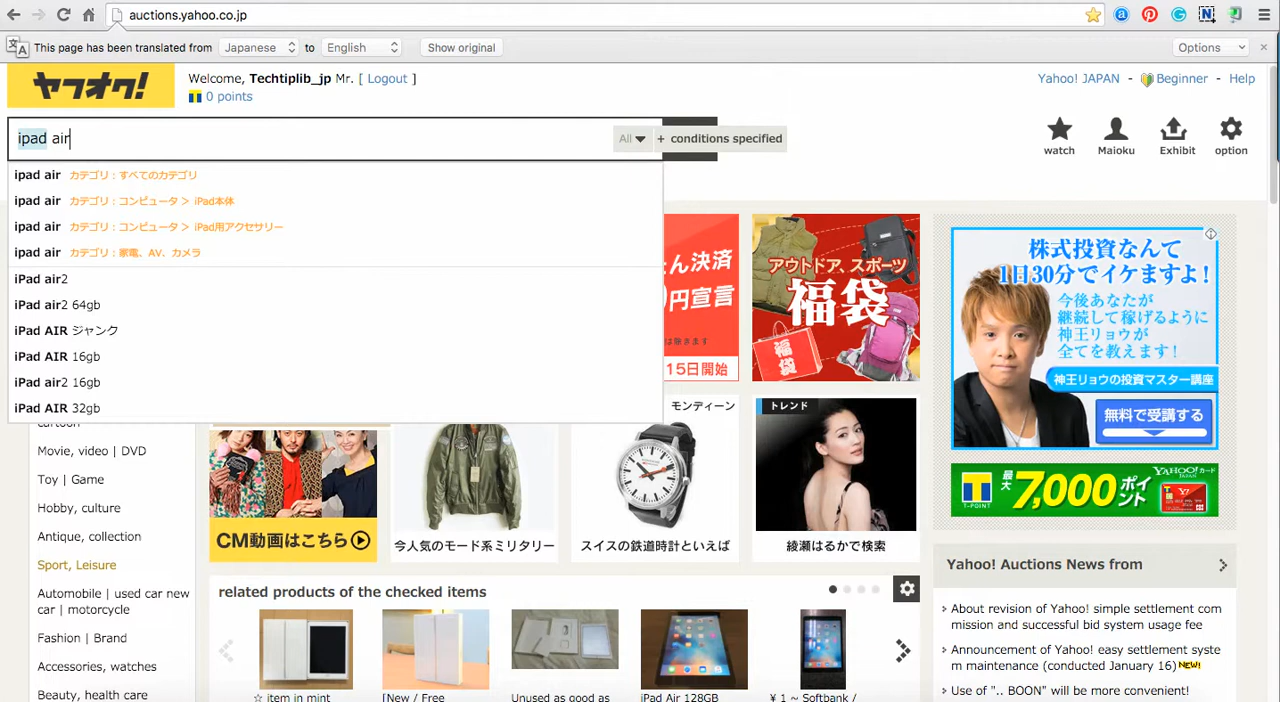 auctions.yahoo.co.jp
This page has been translated from Japanese to English Show original Options
ヤフオク!
Welcome, Techtiplib_jp Mr. [ Logout ]
0 points
Yahoo! JAPAN - Beginner - Help
ipad air
All + conditions specified
watch Maioku Exhibit option
ipad air カテゴリ：すべてのカテゴリ
ipad air カテゴリ：コンピュータ > iPad本体
ipad air カテゴリ：コンピュータ > iPad用アクセサリー
ipad air カテゴリ：家電、AV、カメラ
iPad air2
iPad air2 64gb
iPad AIR ジャンク
iPad AIR 16gb
iPad air2 16gb
iPad AIR 32gb
たん決済
円宣言
15日開始
アウトドア、スポーツ
福袋
福袋
株式投資なんて
1日30分でイケますよ!
今後あなたが
継続して稼げるように
神王リョウが
全てを教えます!
神王リョウの投資マスター講座
無料で受講する
T-POINT
最大7,000ポイント
YAHOO!カード
JAPAN
Movie, video | DVD
Toy | Game
Hobby, culture
Antique, collection
Sport, Leisure
Automobile | used car new
car | motorcycle
Fashion | Brand
Accessories, watches
Beauty, health care
CM動画はこちら
今人気のモード系ミリタリー
モンディーン
スイスの鉄道時計といえば
トレンド
綾瀬はるかで検索
related products of the checked items
☆ item in mint
[New / Free
Unused as good as
iPad Air 128GB
¥ 1 ~ Softbank /
Yahoo! Auctions News from
About revision of Yahoo! simple settlement com
mission and successful bid system usage fee
Announcement of Yahoo! easy settlement syste
m maintenance (conducted January 16) NEW!
Use of ".. BOON" will be more convenient!